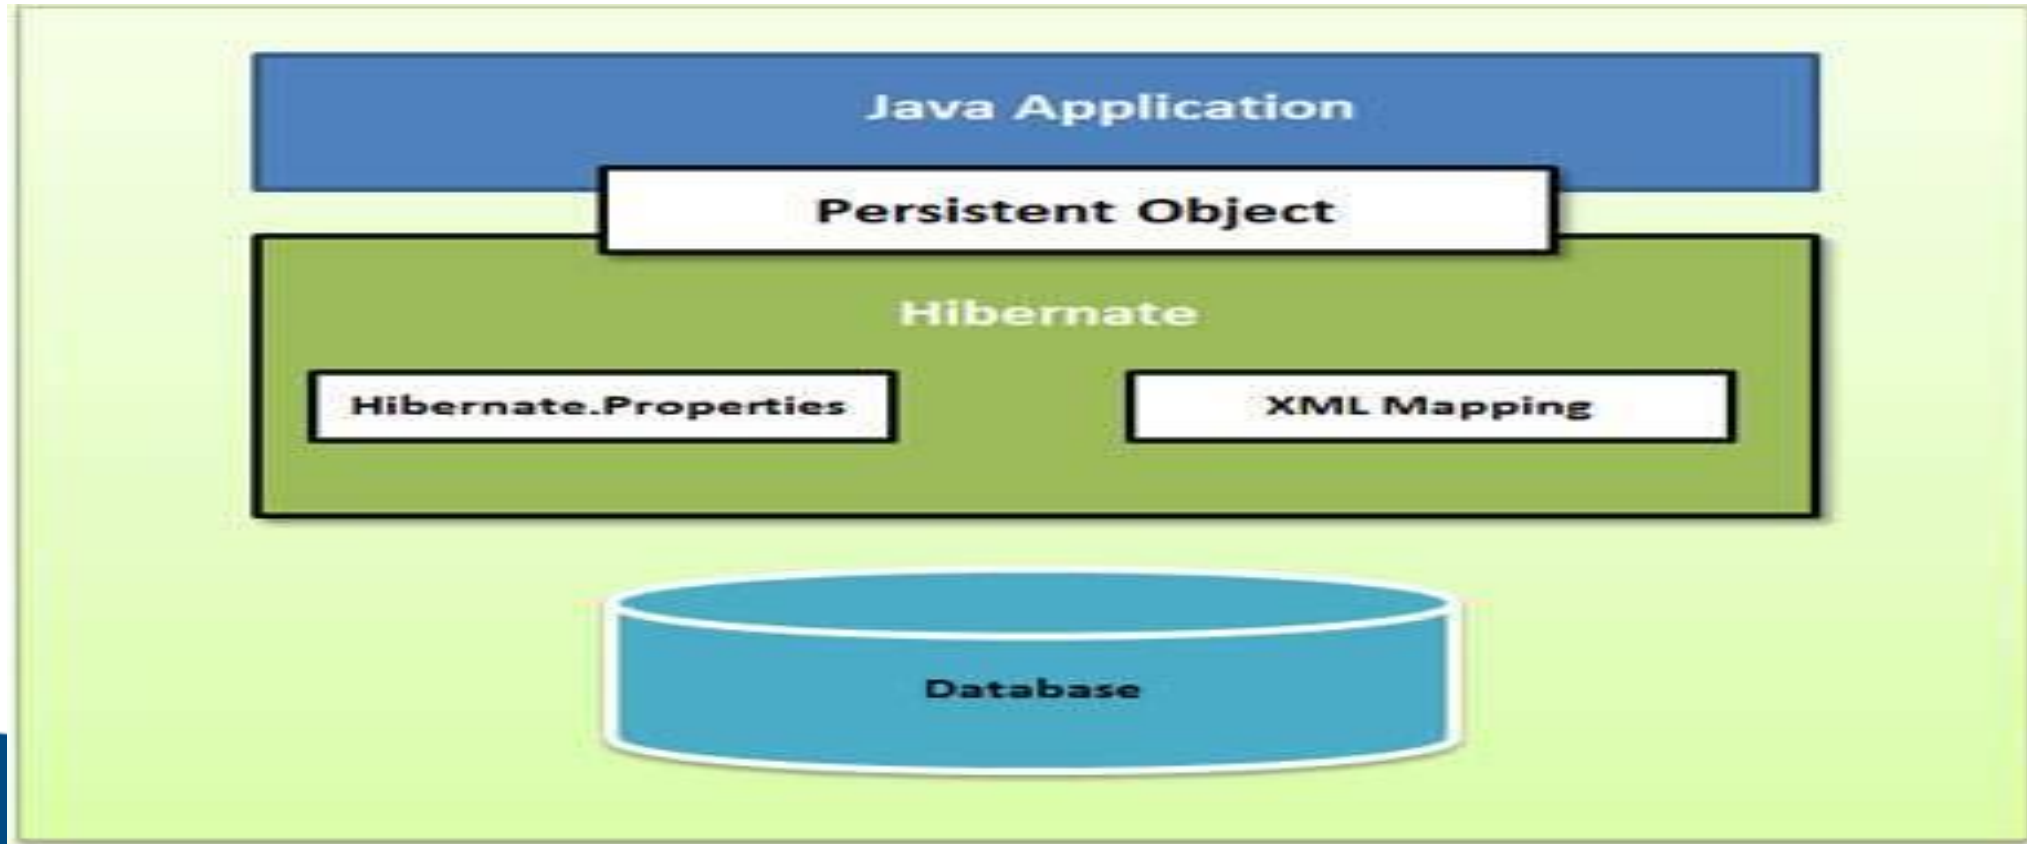 Java Application
Persistent Object
Hibernate
Hibernate.Properties
XML Mapping
Database